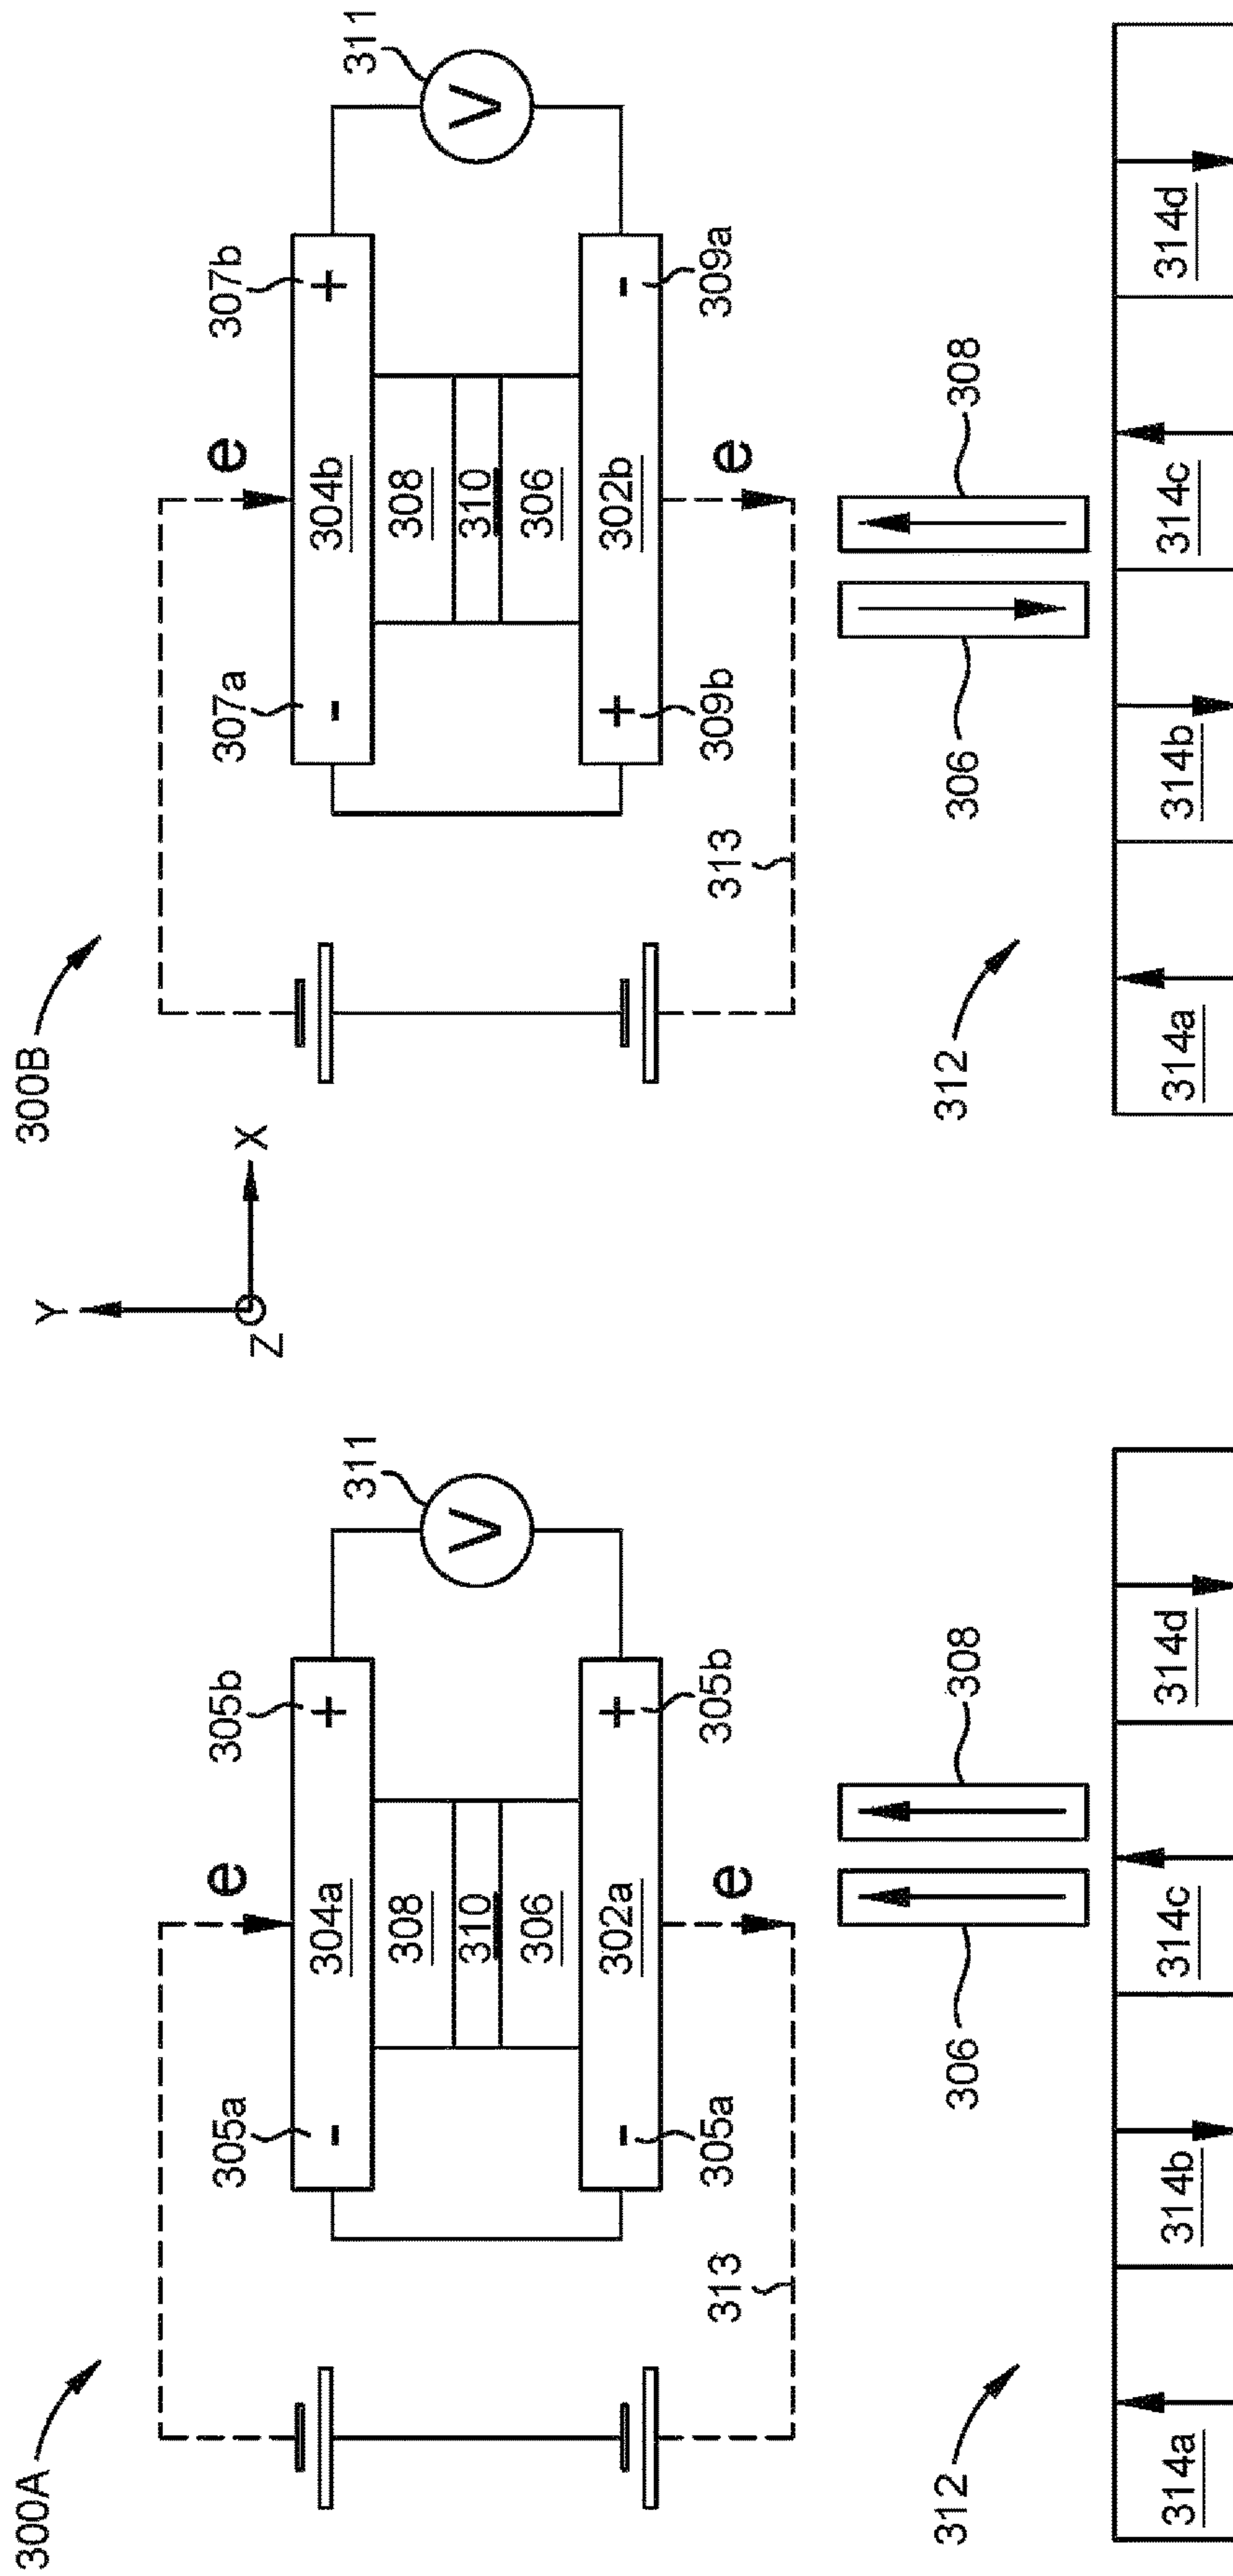 300A
305a
e
304a
305b
311
V
308
310
306
302a
305a
e
305b
-
+
-
+
313
312
306
308
314a
314b
314c
314d
Y
X
Z
300B
307a
e
304b
307b
311
V
308
310
306
302b
309b
e
309a
-
+
+
-
313
312
306
308
314a
314b
314c
314d